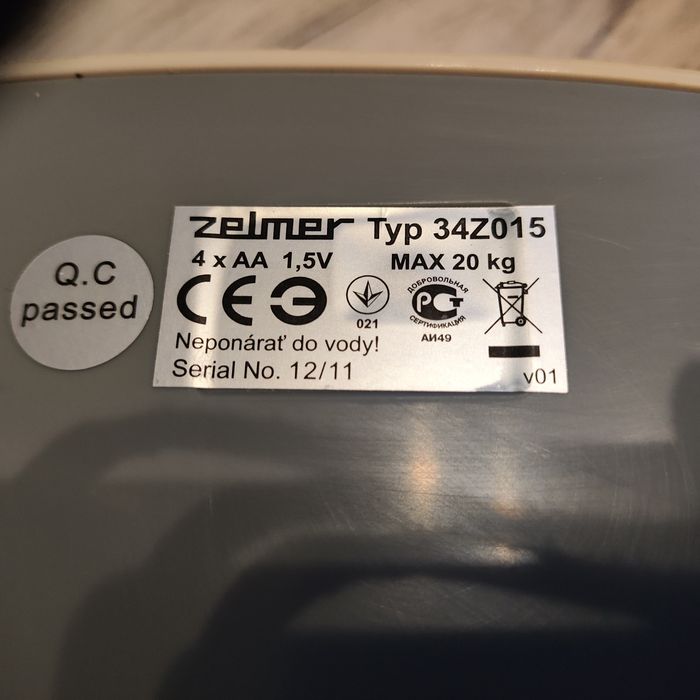 Q.C
passed
zelmer Typ 34Z015
4 x AA 1,5V MAX 20 kg
CE
021
ДОБРОВОЛЬНАЯ
РСТ
СЕРТИФИКАЦИЯ
АИ49
Neponárať do vody!
Serial No. 12/11
v01